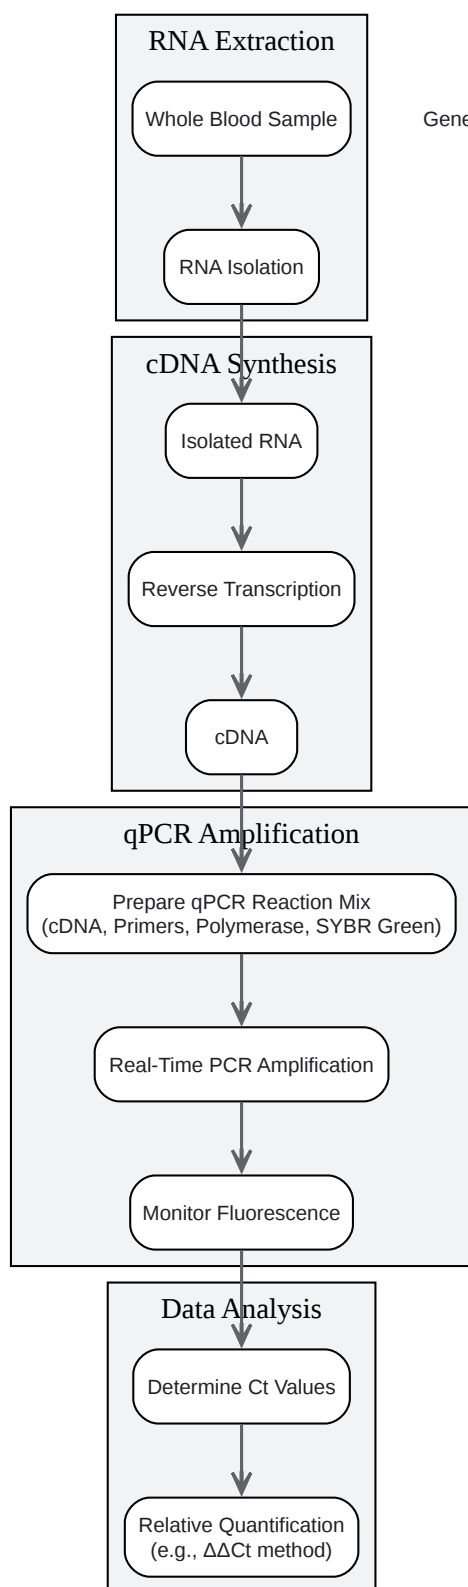 RNA Extraction
Whole Blood Sample
Gene
RNA Isolation
cDNA Synthesis
Isolated RNA
Reverse Transcription
cDNA
qPCR Amplification
Prepare qPCR Reaction Mix
(cDNA, Primers, Polymerase, SYBR Green)
Real-Time PCR Amplification
Monitor Fluorescence
Data Analysis
Determine Ct Values
Relative Quantification
(e.g., ΔΔCt method)